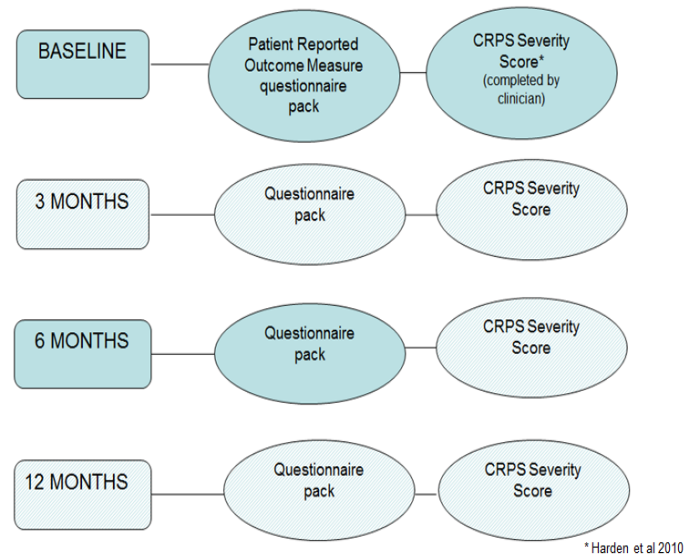 BASELINE
Patient Reported
Outcome Measure
questionnaire
pack
CRPS Severity
Score*
(completed by
clinician)
3 MONTHS
Questionnaire
pack
CRPS Severity
Score
6 MONTHS
Questionnaire
pack
CRPS Severity
Score
12 MONTHS
Questionnaire
pack
CRPS Severity
Score
* Harden et al 2010